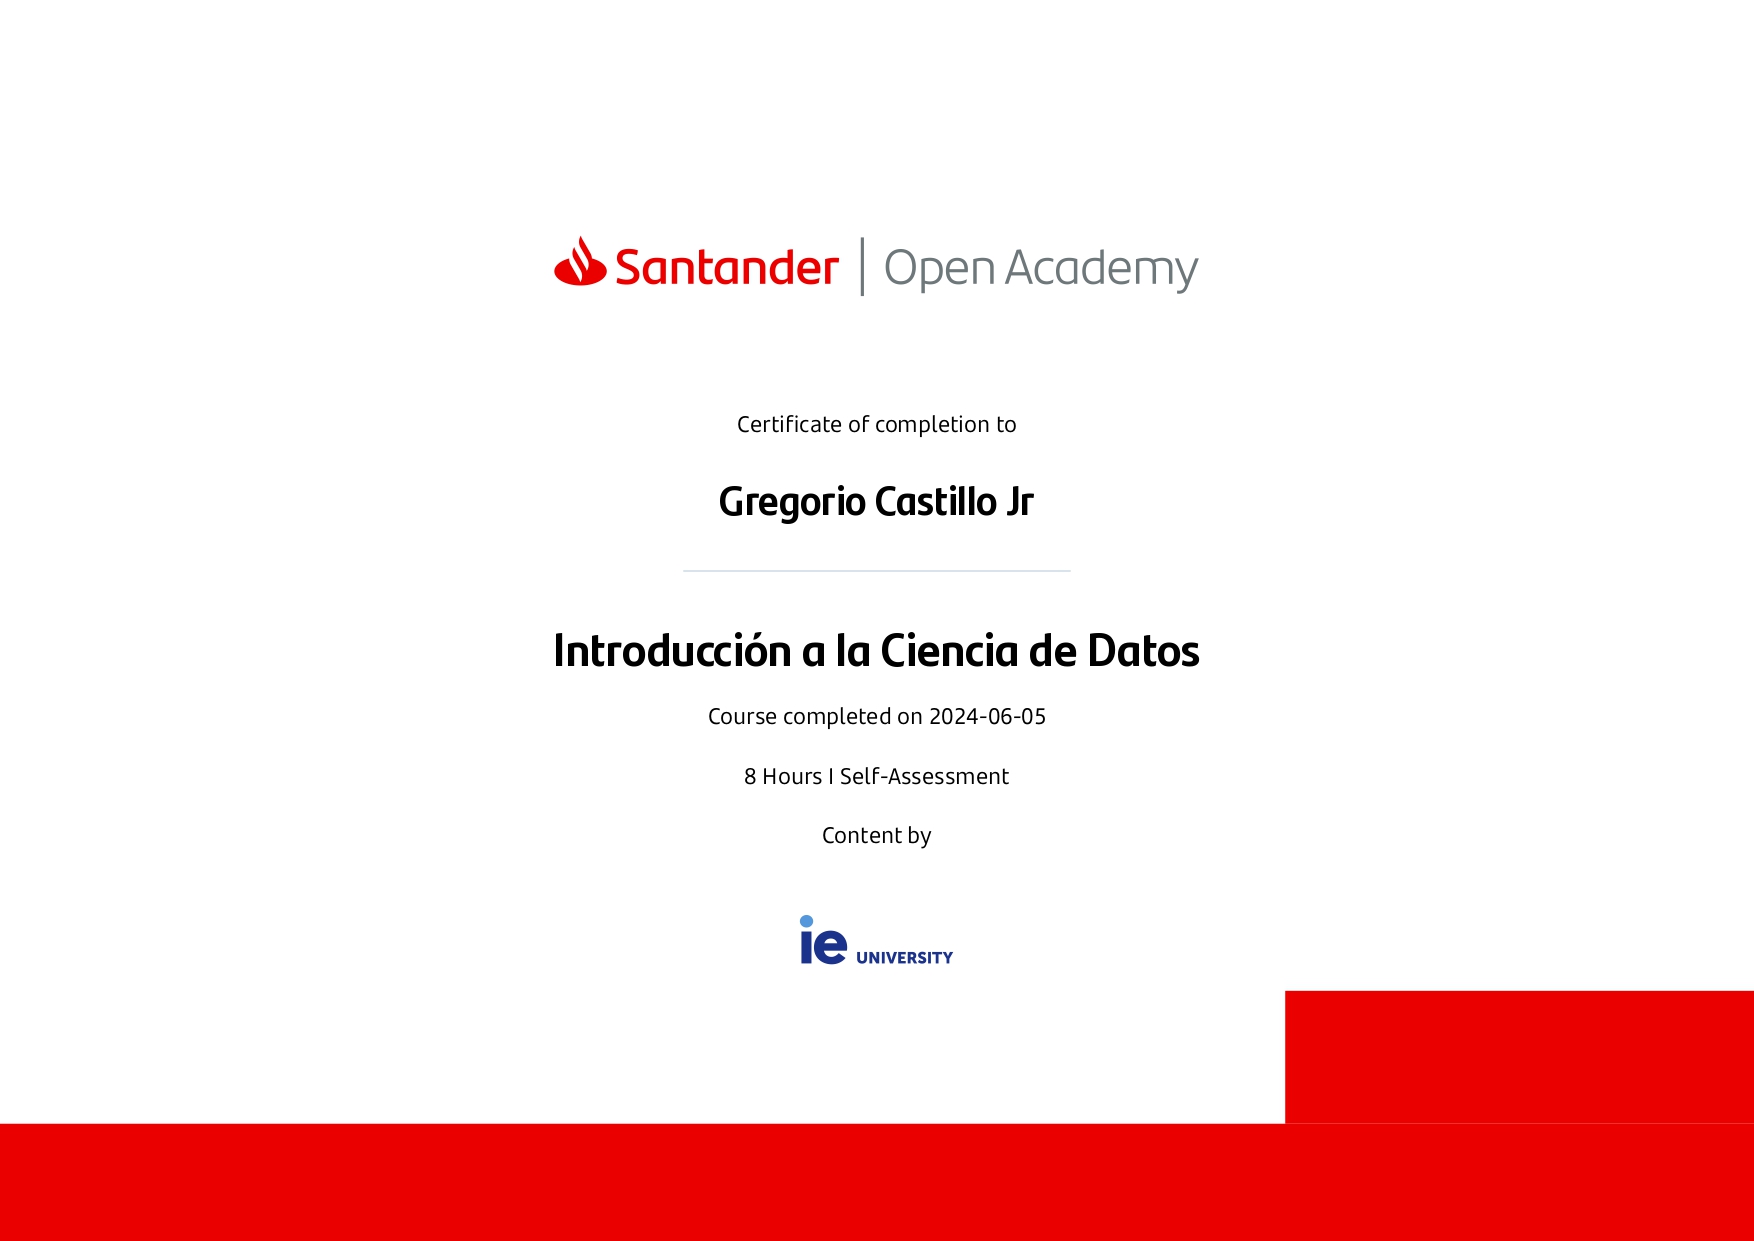 Santander | Open Academy
Certificate of completion to
Gregorio Castillo Jr
Introducción a la Ciencia de Datos
Course completed on 2024-06-05
8 Hours I Self-Assessment
Content by
ie UNIVERSITY